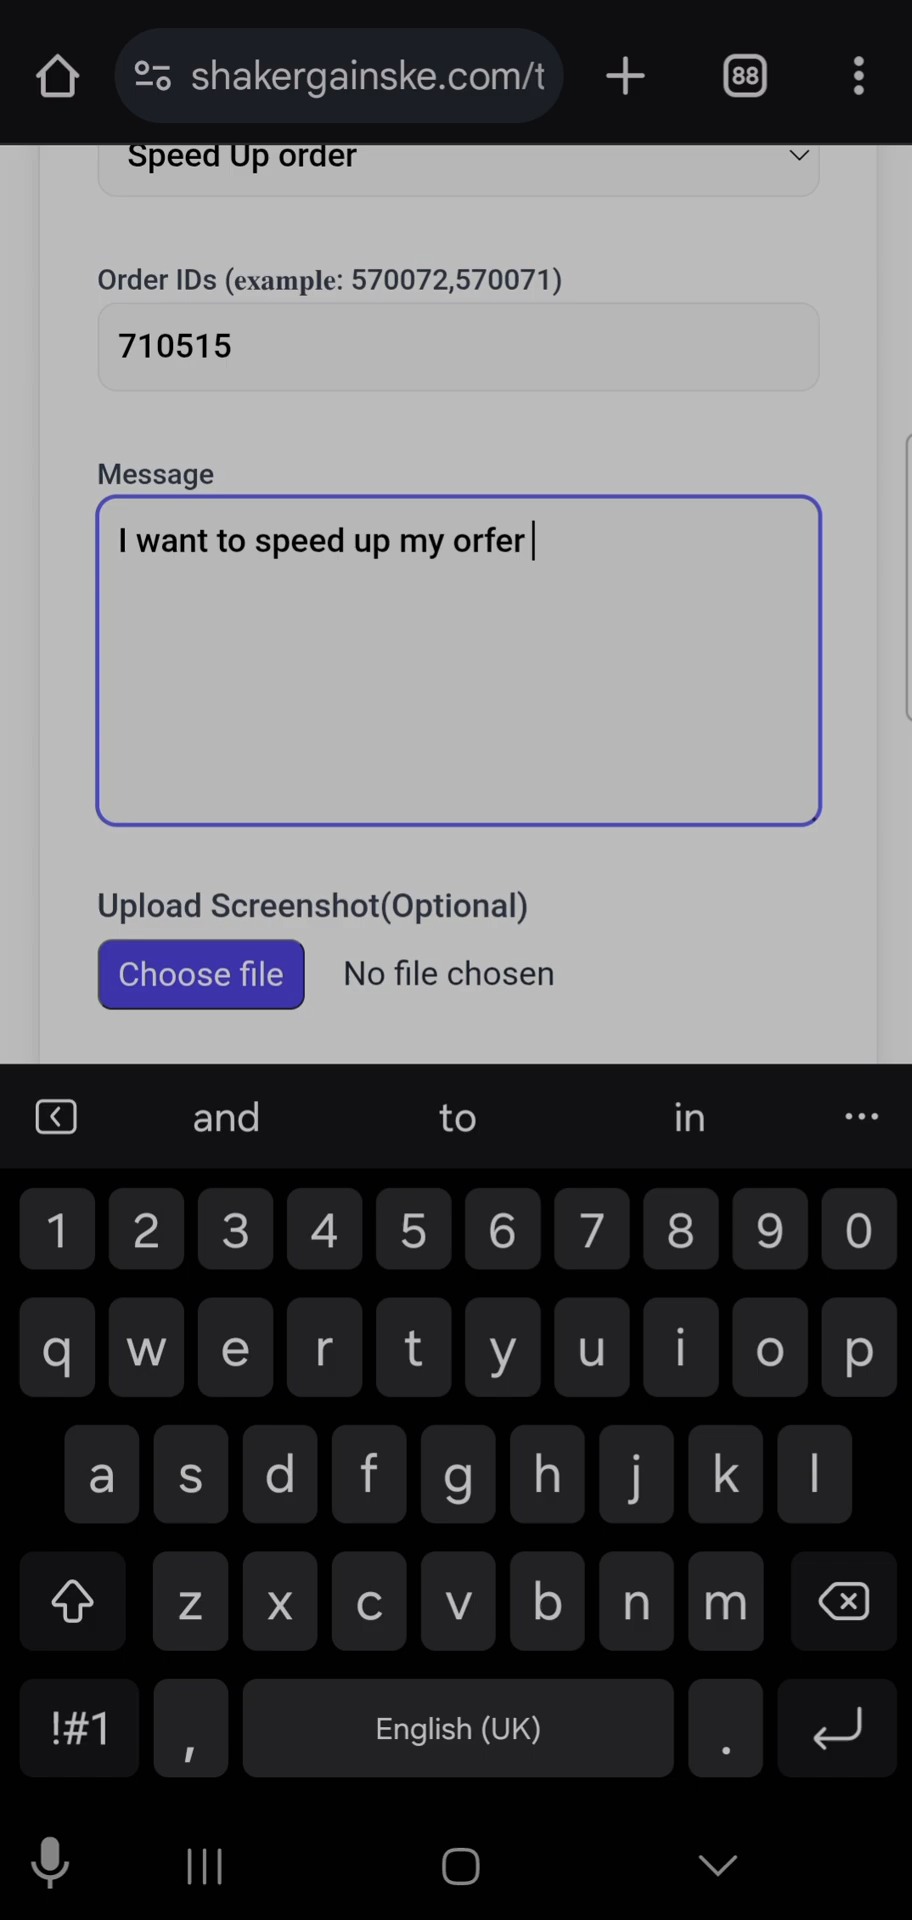 shakergainske.com/t
88
Speed Up order
Order IDs (example: 570072,570071)
710515
Message
I want to speed up my orfer
Upload Screenshot(Optional)
Choose file No file chosen
and to in ...
1 2 3 4 5 6 7 8 9 0
q w e r t y u i o p
a s d f g h j k l
z x c v b n m
!#1 , English (UK) .